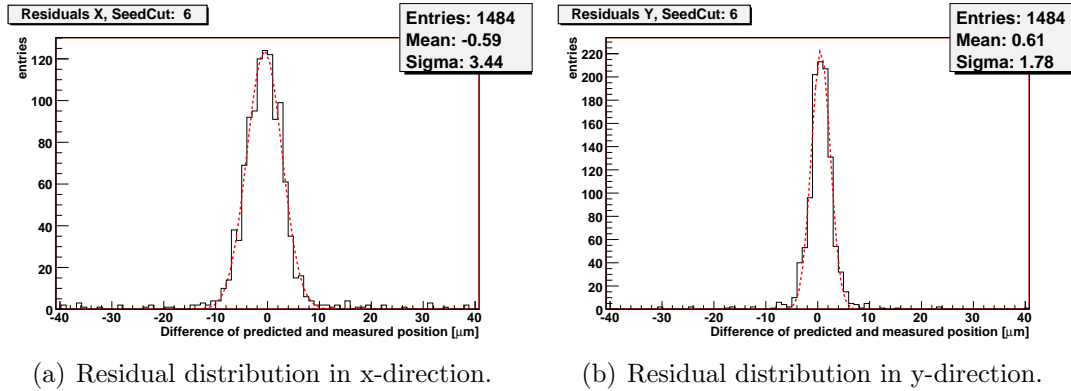 Residuals X, SeedCut: 6
Entries: 1484
Mean: -0.59
Sigma: 3.44
entries
120
100
80
60
40
20
0
-40 -30 -20 -10 0 10 20 30 40
Difference of predicted and measured position [μm]
(a) Residual distribution in x-direction.
Residuals Y, SeedCut: 6
Entries: 1484
Mean: 0.61
Sigma: 1.78
entries
220
200
180
160
140
120
100
80
60
40
20
0
-40 -30 -20 -10 0 10 20 30 40
Difference of predicted and measured position [μm]
(b) Residual distribution in y-direction.